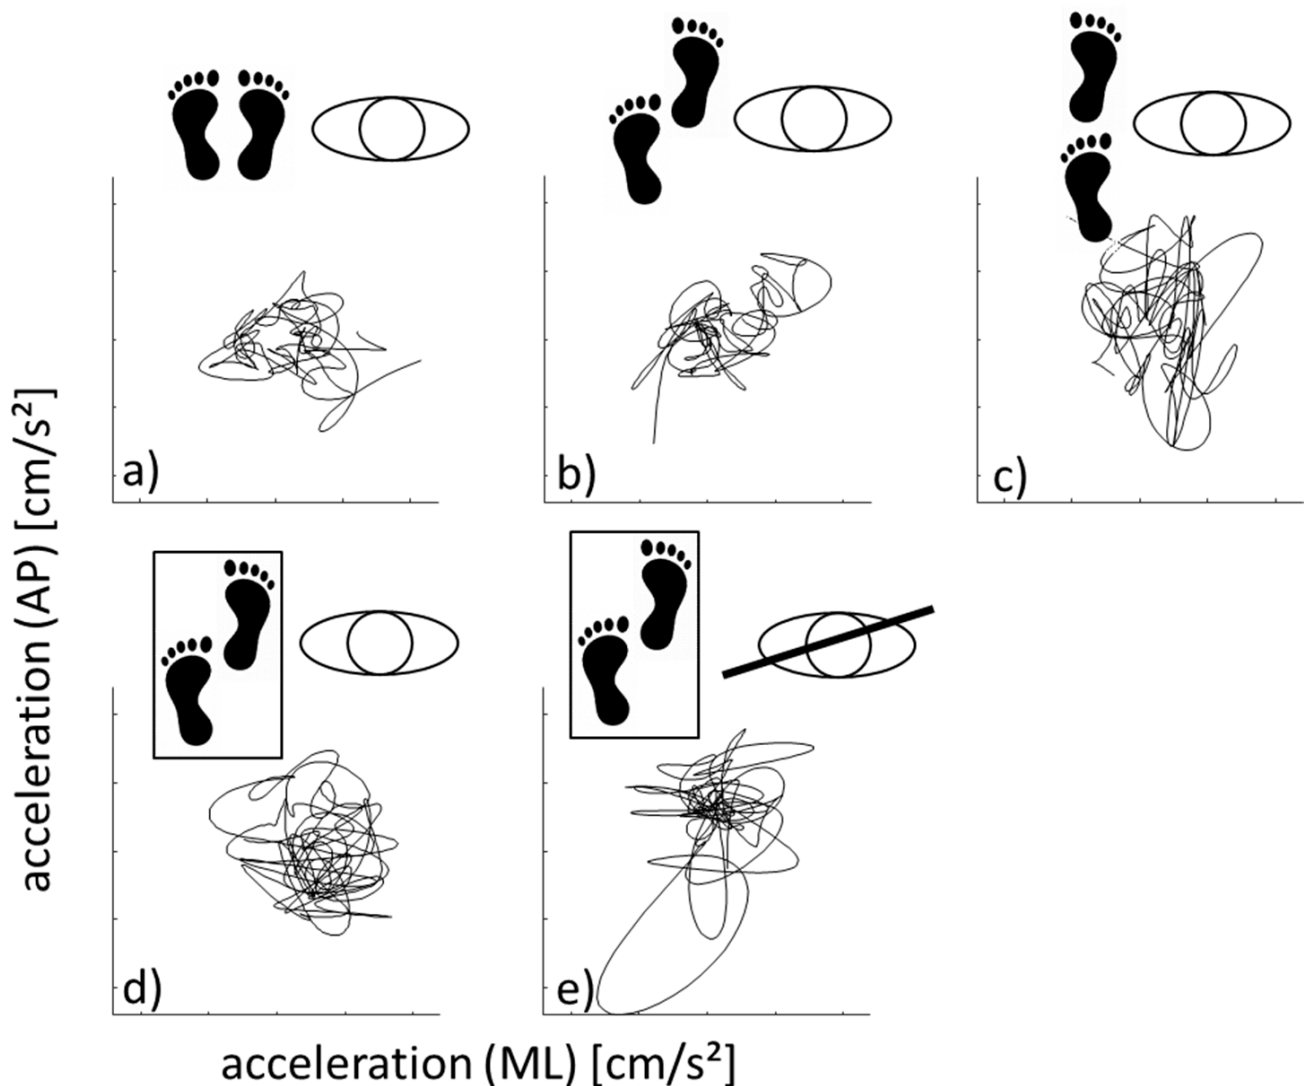 a)
b)
c)
d)
e)
acceleration (AP) [cm/s²]
acceleration (ML) [cm/s²]